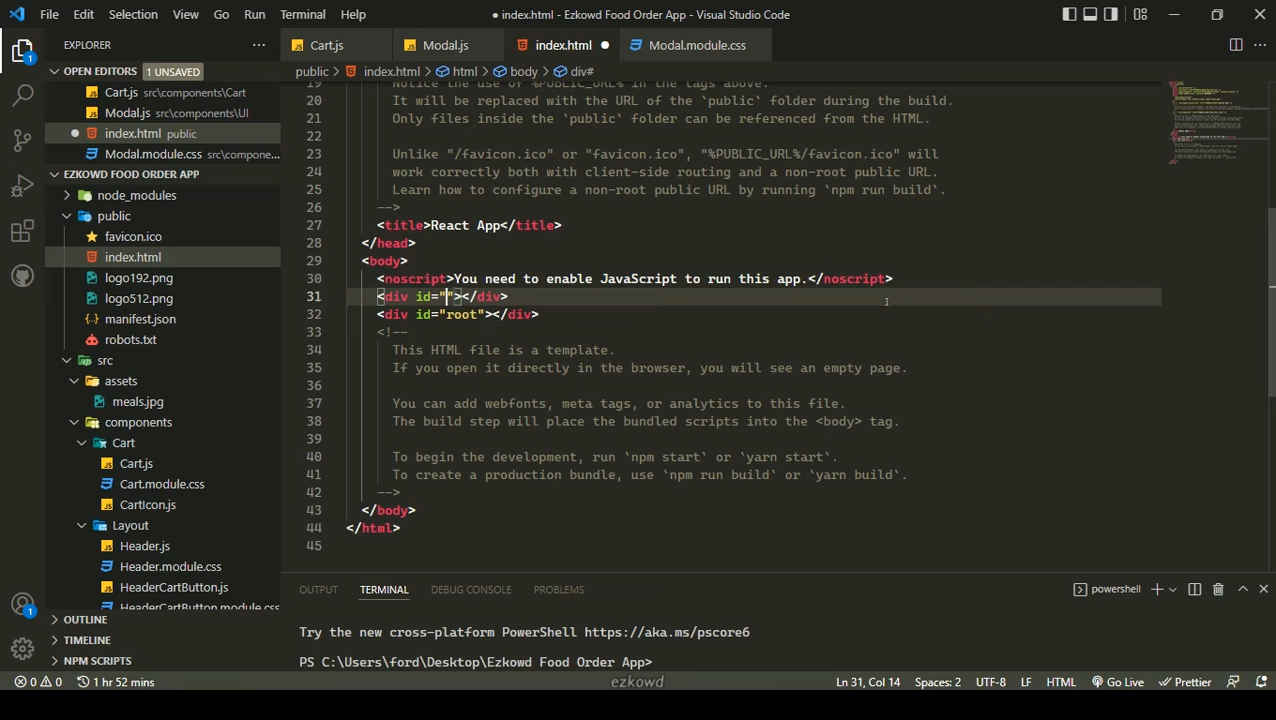 File Edit Selection View Go Run Terminal Help
● index.html - Ezkowd Food Order App - Visual Studio Code
EXPLORER
Cart.js
Modal.js
index.html
Modal.module.css
public > index.html > html > body > div#
OPEN EDITORS 1 UNSAVED
Cart.js src\components\Cart
Modal.js src\components\UI
index.html public
Modal.module.css src\compone...
EZKOWD FOOD ORDER APP
node_modules
public
favicon.ico
index.html
logo192.png
logo512.png
manifest.json
robots.txt
src
assets
meals.jpg
components
Cart
Cart.js
Cart.module.css
CartIcon.js
Layout
Header.js
Header.module.css
HeaderCartButton.js
HeaderCartButton.module.css
OUTLINE
TIMELINE
NPM SCRIPTS
19 Notice the use of %PUBLIC_URL% in the tags above.
20 It will be replaced with the URL of the `public` folder during the build.
21 Only files inside the `public` folder can be referenced from the HTML.
22
23 Unlike "/favicon.ico" or "favicon.ico", "%PUBLIC_URL%/favicon.ico" will
24 work correctly both with client-side routing and a non-root public URL.
25 Learn how to configure a non-root public URL by running `npm run build`.
26 -->
27 <title>React App</title>
28 </head>
29 <body>
30 <noscript>You need to enable JavaScript to run this app.</noscript>
31 <div id=""></div>
32 <div id="root"></div>
33 <!--
34 This HTML file is a template.
35 If you open it directly in the browser, you will see an empty page.
36
37 You can add webfonts, meta tags, or analytics to this file.
38 The build step will place the bundled scripts into the <body> tag.
39
40 To begin the development, run `npm start` or `yarn start`.
41 To create a production bundle, use `npm run build` or `yarn build`.
42 -->
43 </body>
44 </html>
45
OUTPUT TERMINAL DEBUG CONSOLE PROBLEMS
powershell
Try the new cross-platform PowerShell https://aka.ms/pscore6
PS C:\Users\ford\Desktop\Ezkowd Food Order App>
0 0 1 hr 52 mins
ezkowd
Ln 31, Col 14 Spaces: 2 UTF-8 LF HTML Go Live Prettier